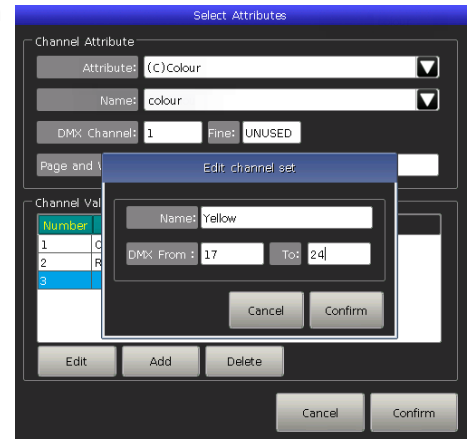 Select Attributes
Channel Attribute
Attribute: (C)Colour
Name: colour
DMX Channel: 1 Fine: UNUSED
Page and
Edit channel set
Channel Val
Name: Yellow
Number
1
DMX From : 17 To: 24
2 R
3
Cancel Confirm
Edit Add Delete
Cancel Confirm